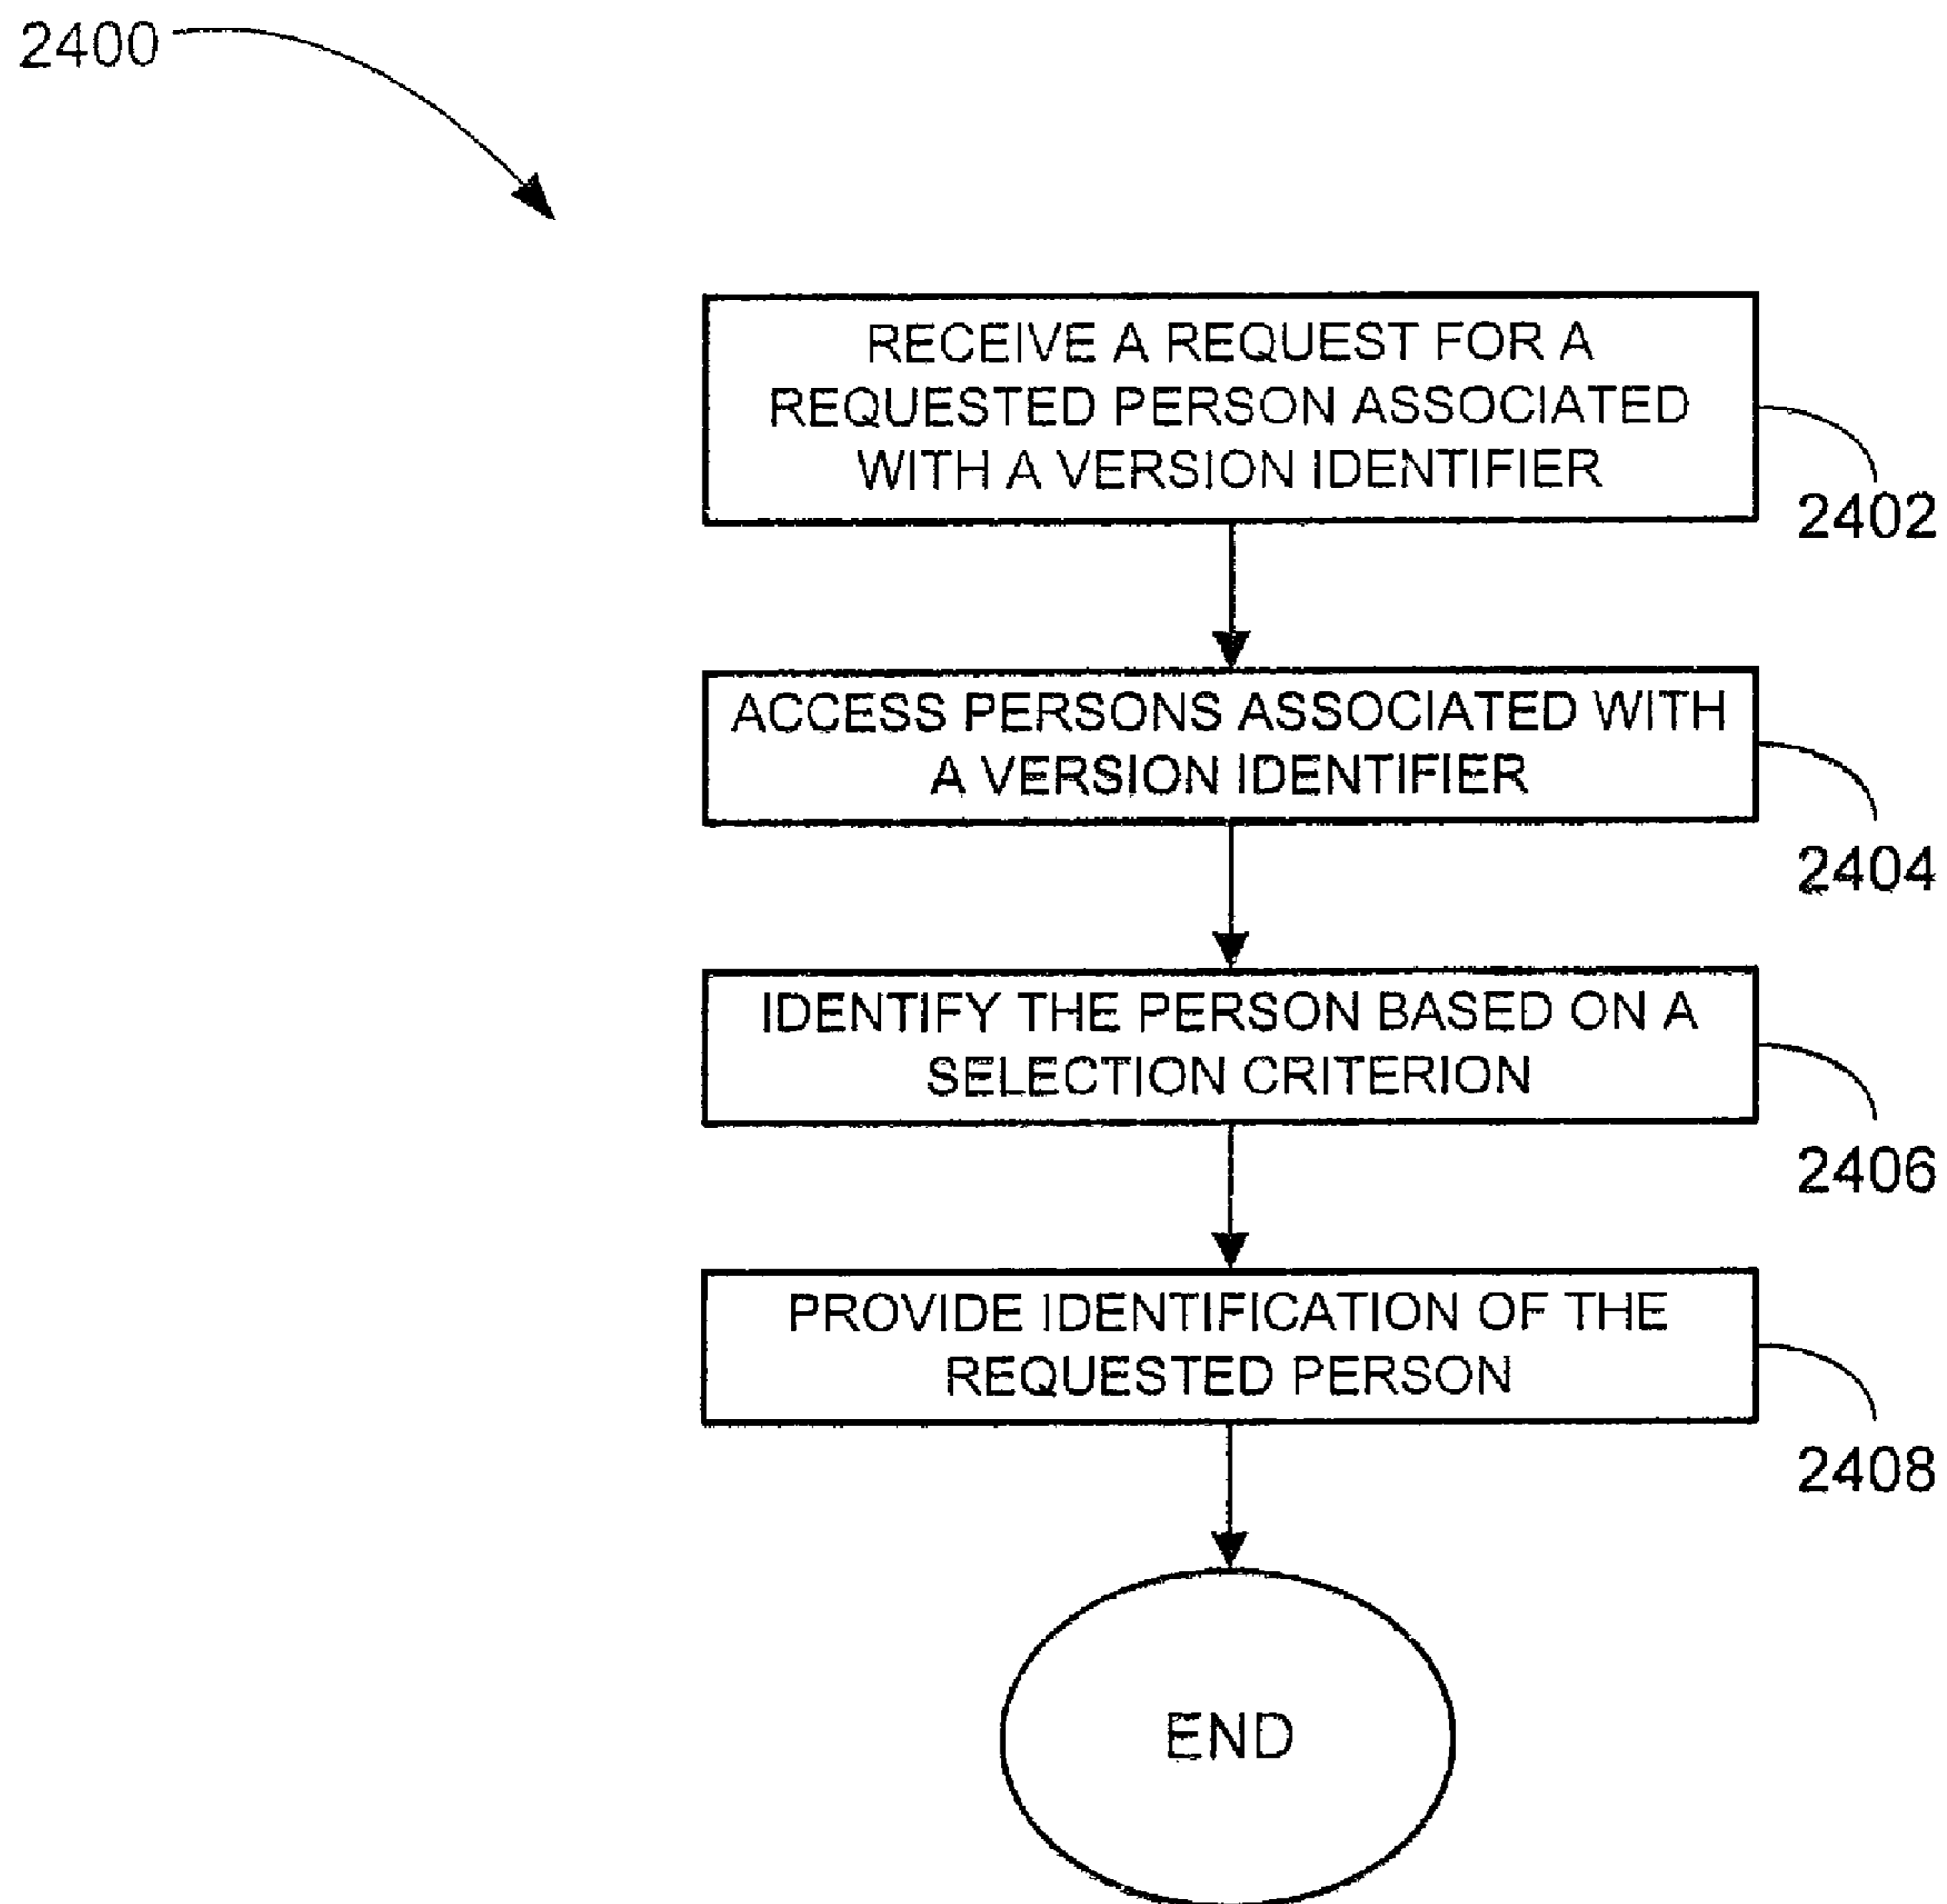 2400
RECEIVE A REQUEST FOR A
REQUESTED PERSON ASSOCIATED
WITH A VERSION IDENTIFIER
2402
ACCESS PERSONS ASSOCIATED WITH
A VERSION IDENTIFIER
2404
IDENTIFY THE PERSON BASED ON A
SELECTION CRITERION
2406
PROVIDE IDENTIFICATION OF THE
REQUESTED PERSON
2408
END